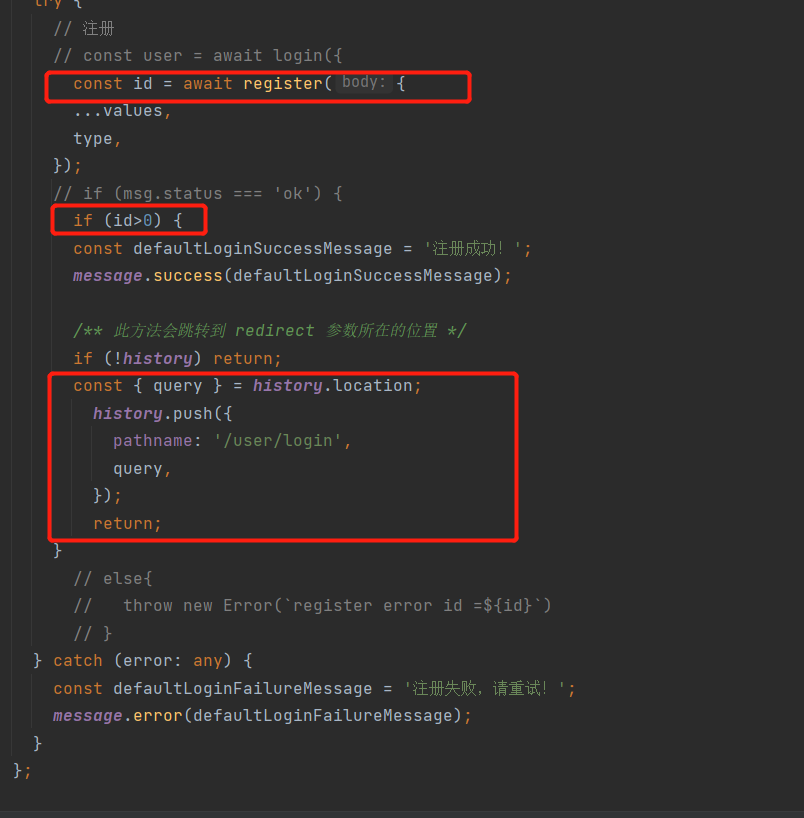 try {
// 注册
// const user = await login({
const id = await register( body: {
...values,
type,
});
// if (msg.status === 'ok') {
if (id>0) {
const defaultLoginSuccessMessage = '注册成功！';
message.success(defaultLoginSuccessMessage);
/** 此方法会跳转到 redirect 参数所在的位置 */
if (!history) return;
const { query } = history.location;
history.push({
pathname: '/user/login',
query,
});
return;
}
// else{
//   throw new Error(`register error id =${id}`)
// }
} catch (error: any) {
const defaultLoginFailureMessage = '注册失败，请重试！';
message.error(defaultLoginFailureMessage);
}
};